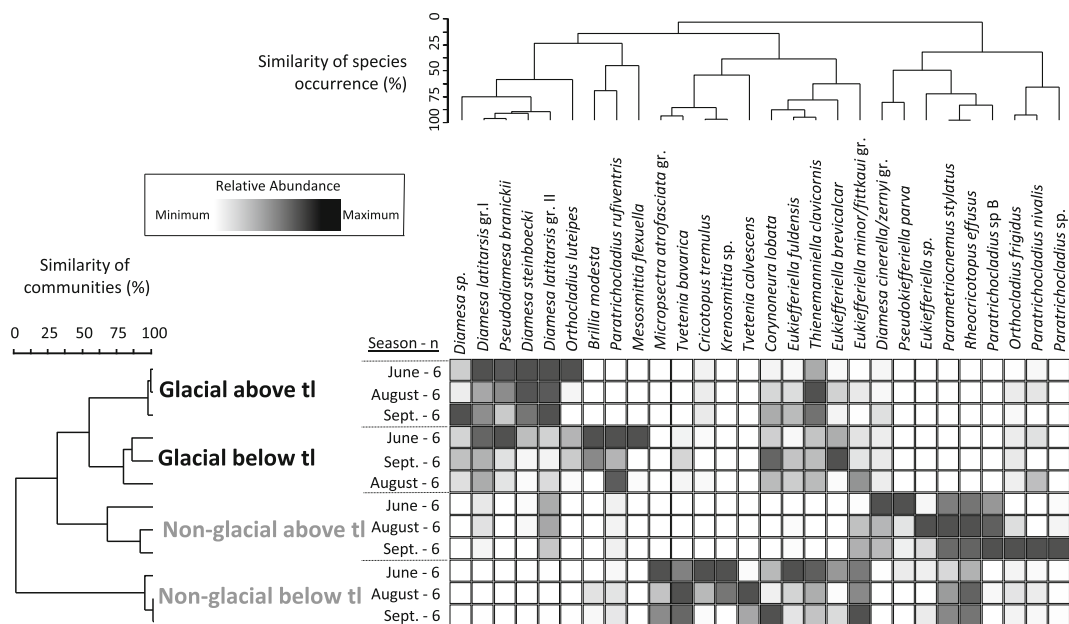 0
25
50
75
100
Similarity of species
occurrence (%)
Relative Abundance
Minimum
Maximum
Similarity of
communities (%)
0 25 50 75 100
Season - n
Diamesa sp.
Diamesa latitarsis gr.I
Pseudodiamesa branickii
Diamesa steinboecki
Diamesa latitarsis gr. II
Orthocladius luteipes
Brillia modesta
Paratrichocladus rufiventris
Mesosmittia flexuella
Micropsectra atrofasciata gr.
Tvetenia bavarica
Cricotopus tremulus
Krenosmittia sp.
Tvetenia calvescens
Corynoneura lobata
Eukiefferiella fuldensis
Thienemanniella clavicornis
Eukiefferiella brevicalcar
Eukiefferiella minor/fittkaui gr.
Diamesa cinerella/zernyi gr.
Pseudokiefferiella parva
Eukiefferiella sp.
Parametriocnemus stylatus
Rheocricotopus effusus
Paratrichocladius sp B
Orthocladius frigidus
Paratrichocladius nivalis
Paratrichocladius sp.
Glacial above tl
June - 6
August - 6
Sept. - 6
Glacial below tl
June - 6
Sept. - 6
August - 6
Non-glacial above tl
June - 6
August - 6
Sept. - 6
Non-glacial below tl
June - 6
August - 6
Sept. - 6